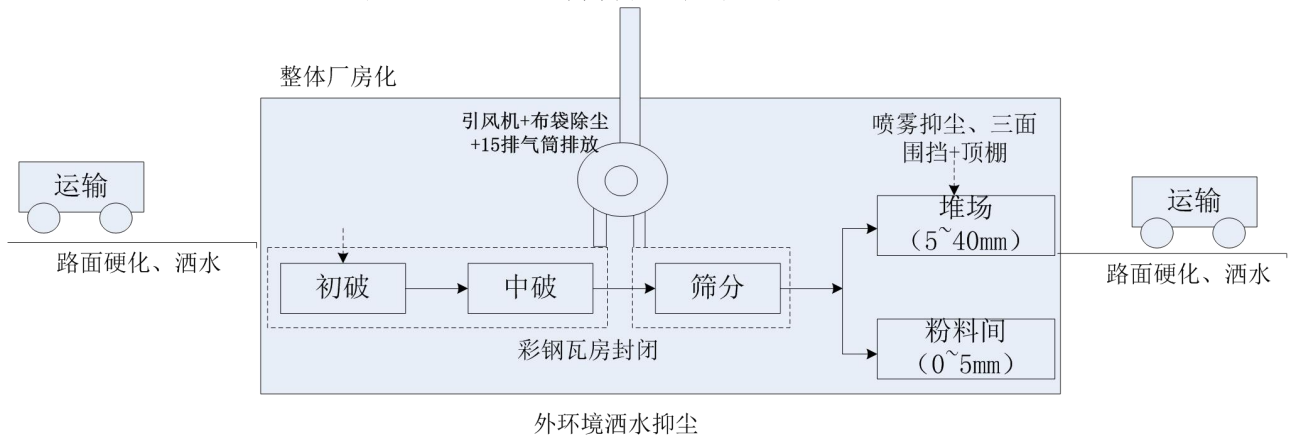 整体厂房化
引风机+布袋除尘
+15排气筒排放
喷雾抑尘、三面
围挡+顶棚
运输
路面硬化、洒水
初破
中破
筛分
堆场
（5~40mm）
粉料间
（0~5mm）
彩钢瓦房封闭
运输
路面硬化、洒水
外环境洒水抑尘